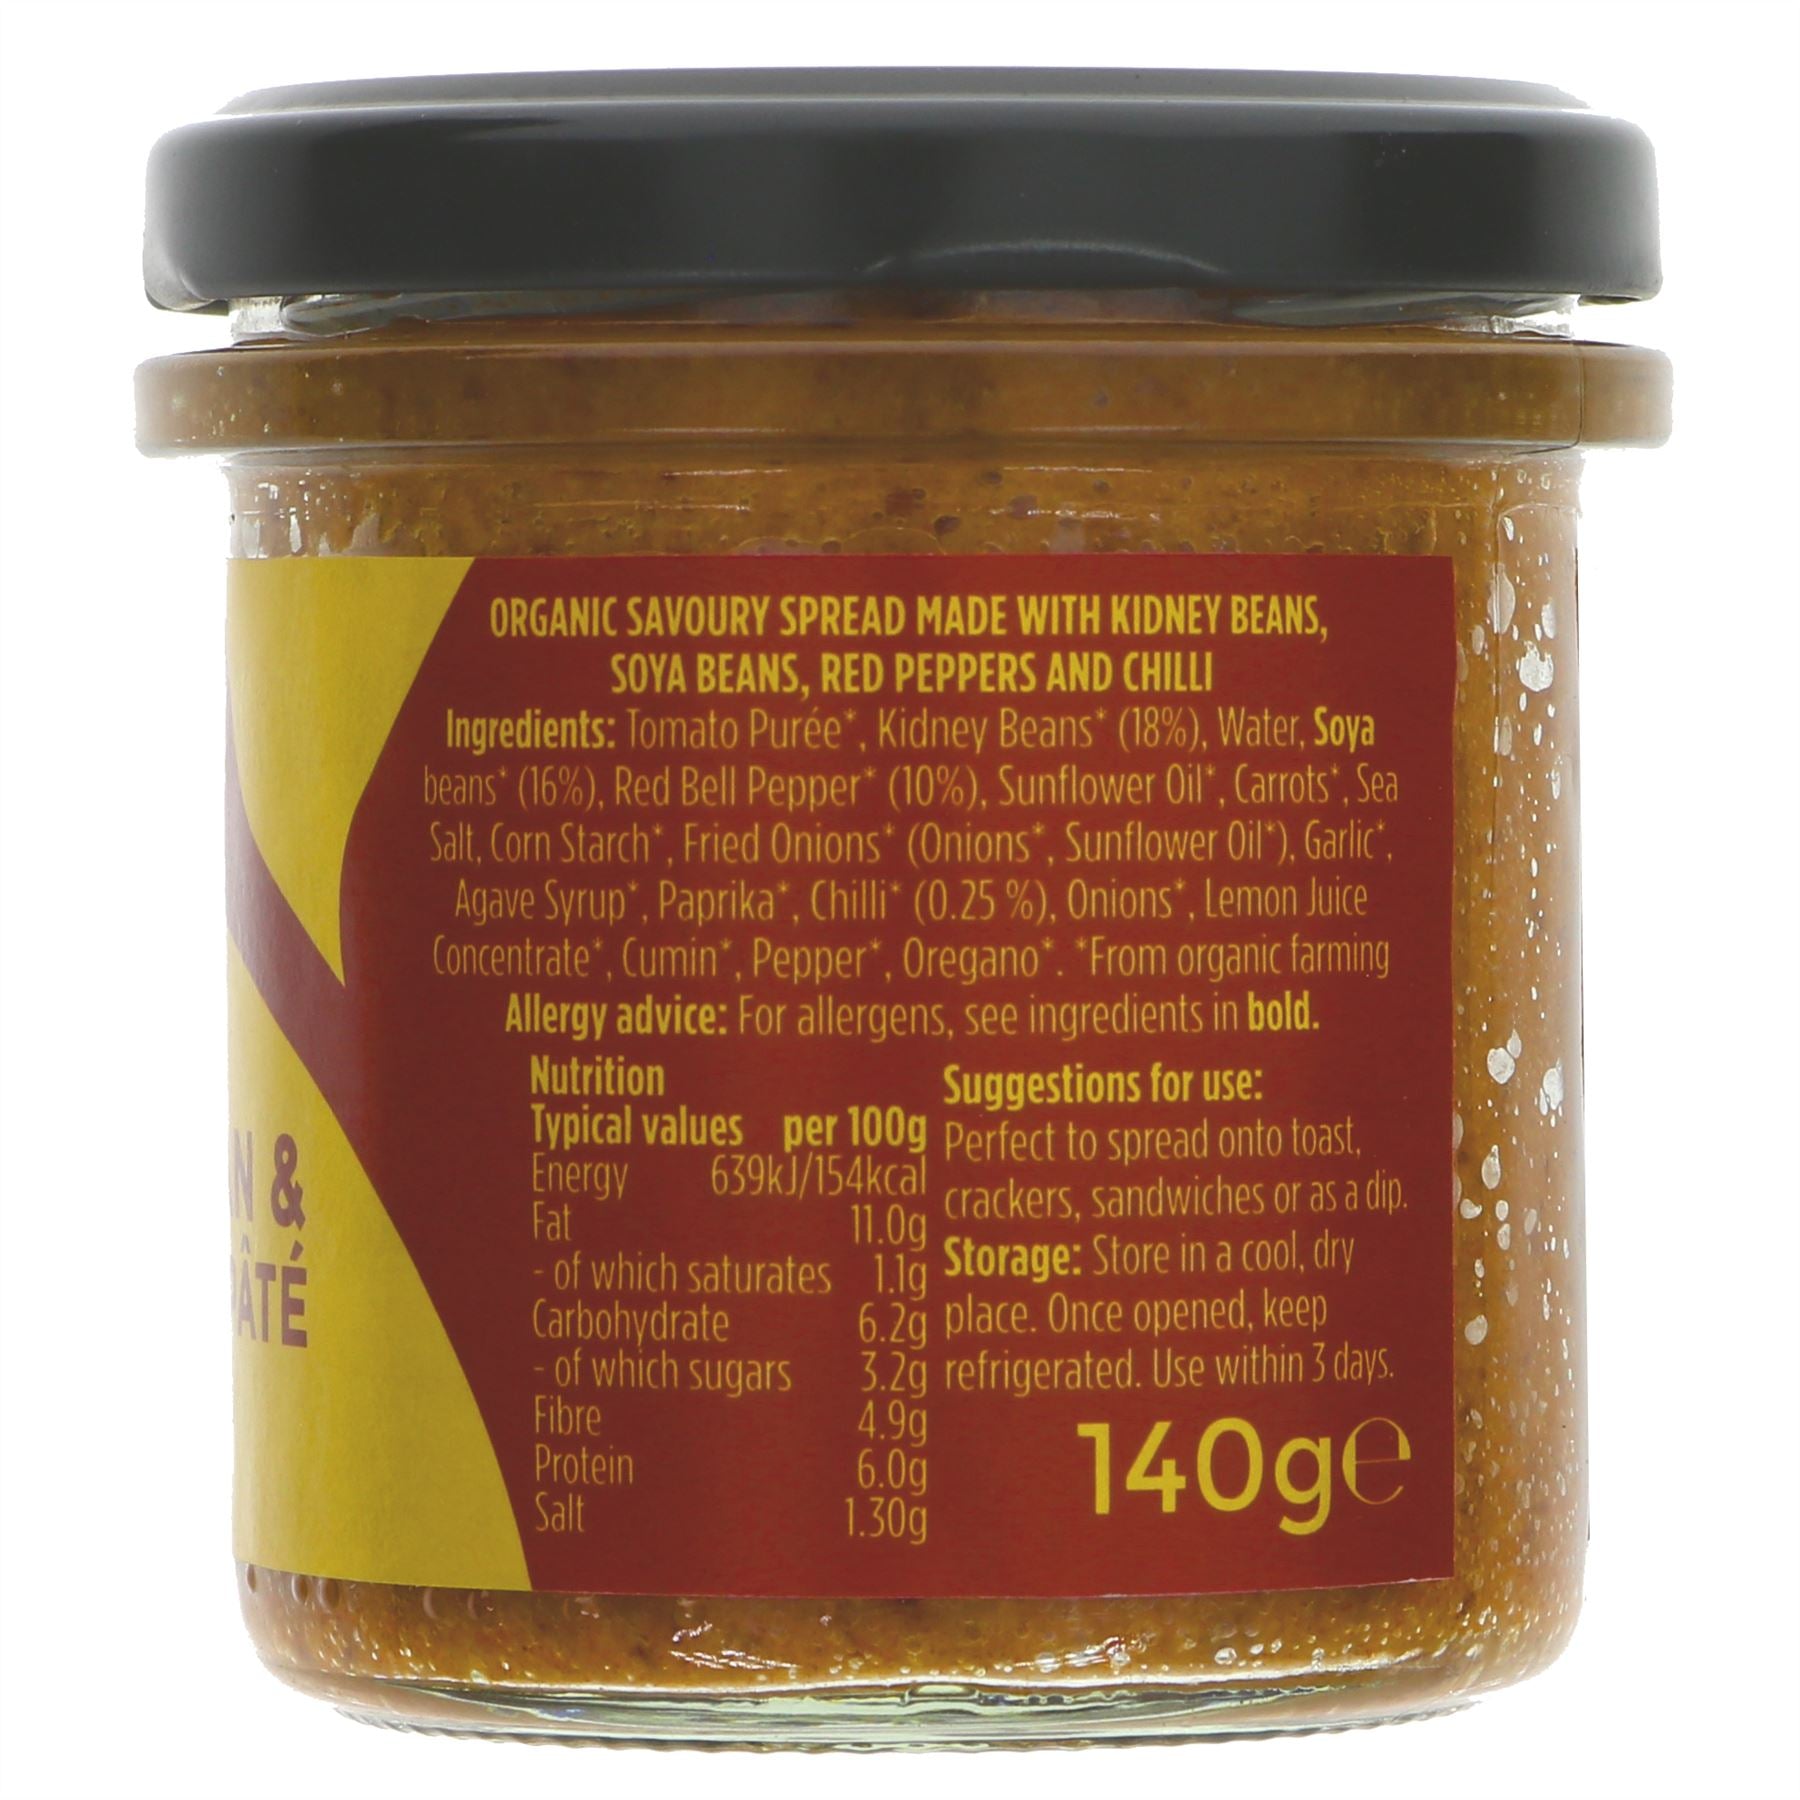 ORGANIC SAVOURY SPREAD MADE WITH KIDNEY BEANS,
SOYA BEANS, RED PEPPERS AND CHILLI
Ingredients: Tomato Purée*, Kidney Beans* (18%), Water, Soya
beans* (16%), Red Bell Pepper* (10%), Sunflower Oil*, Carrots*, Sea
Salt, Corn Starch*, Fried Onions* (Onions*, Sunflower Oil*), Garlic*,
Agave Syrup*, Paprika*, Chilli* (0.25 %), Onions*, Lemon Juice
Concentrate*, Cumin*, Pepper*, Oregano*. *From organic farming
Allergy advice: For allergens, see ingredients in bold.
Nutrition
Typical values per 100g
Energy 639kJ/154kcal
Fat 11.0g
- of which saturates 1.1g
Carbohydrate 6.2g
- of which sugars 3.2g
Fibre 4.9g
Protein 6.0g
Salt 1.30g
Suggestions for use:
Perfect to spread onto toast,
crackers, sandwiches or as a dip.
Storage: Store in a cool, dry
place. Once opened, keep
refrigerated. Use within 3 days.
140g℮
N &
PÂTÉ